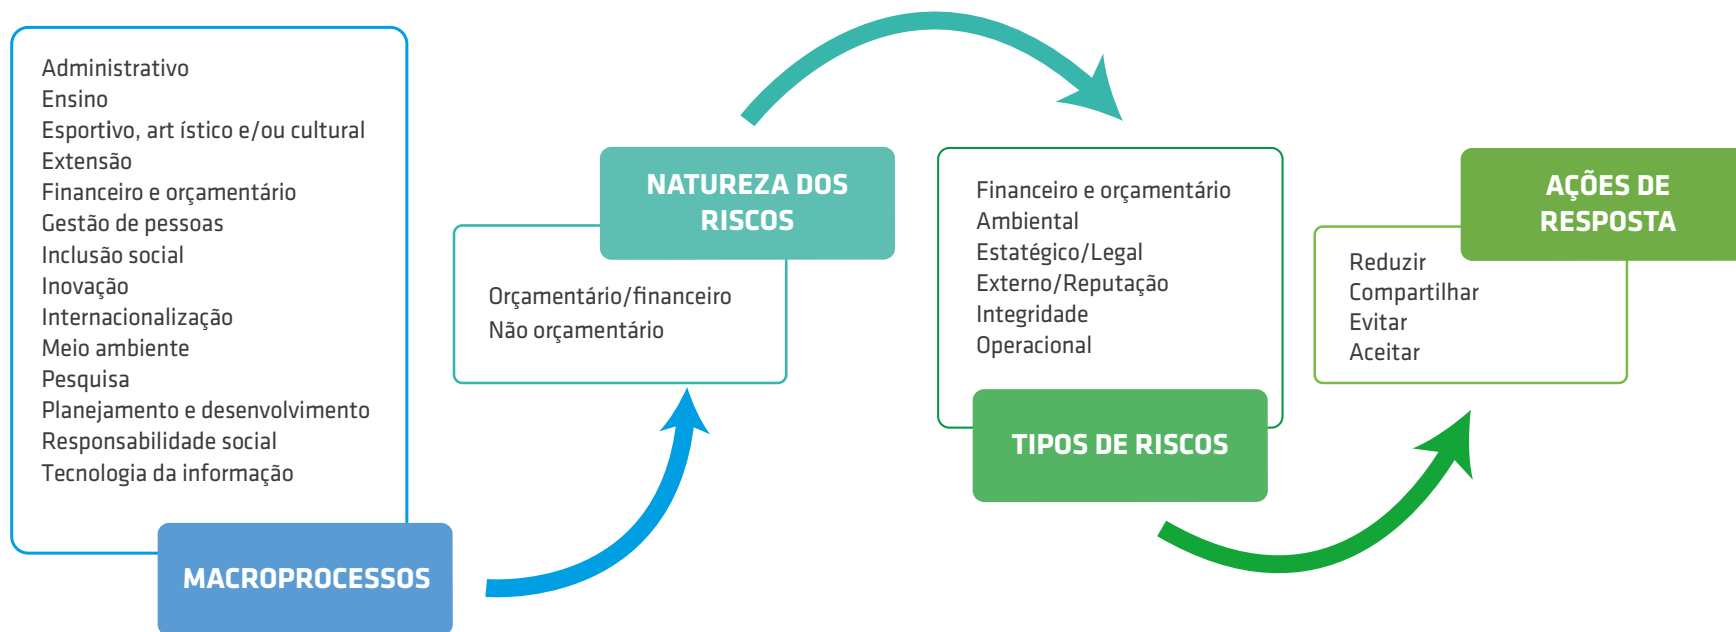 Administrativo
Ensino
Esportivo, art ístico e/ou cultural
Extensão
Financeiro e orçamentário
Gestão de pessoas
Inclusão social
Inovação
Internacionalização
Meio ambiente
Pesquisa
Planejamento e desenvolvimento
Responsabilidade social
Tecnologia da informação
MACROPROCESSOS
NATUREZA DOS
RISCOS
Orçamentário/financeiro
Não orçamentário
Financeiro e orçamentário
Ambiental
Estatégico/Legal
Externo/Reputação
Integridade
Operacional
TIPOS DE RISCOS
AÇÕES DE
RESPOSTA
Reduzir
Compartilhar
Evitar
Aceitar